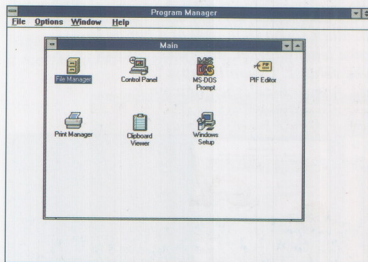 Program Manager
File Options Window Help
Main
File Manager
Control Panel
MS-DOS
Prompt
PIF Editor
Print Manager
Clipboard
Viewer
Windows
Setup